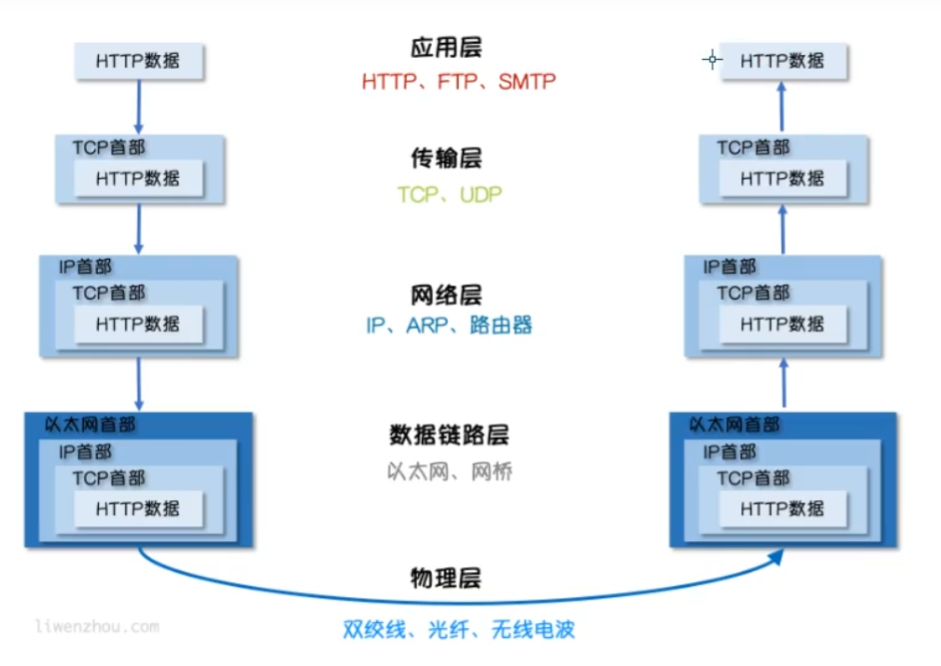 HTTP数据
应用层
HTTP、FTP、SMTP
HTTP数据
TCP首部
HTTP数据
传输层
TCP、UDP
TCP首部
HTTP数据
IP首部
TCP首部
HTTP数据
网络层
IP、ARP、路由器
IP首部
TCP首部
HTTP数据
以太网首部
IP首部
TCP首部
HTTP数据
数据链路层
以太网、网桥
以太网首部
IP首部
TCP首部
HTTP数据
物理层
双绞线、光纤、无线电波
liwenzhou.com